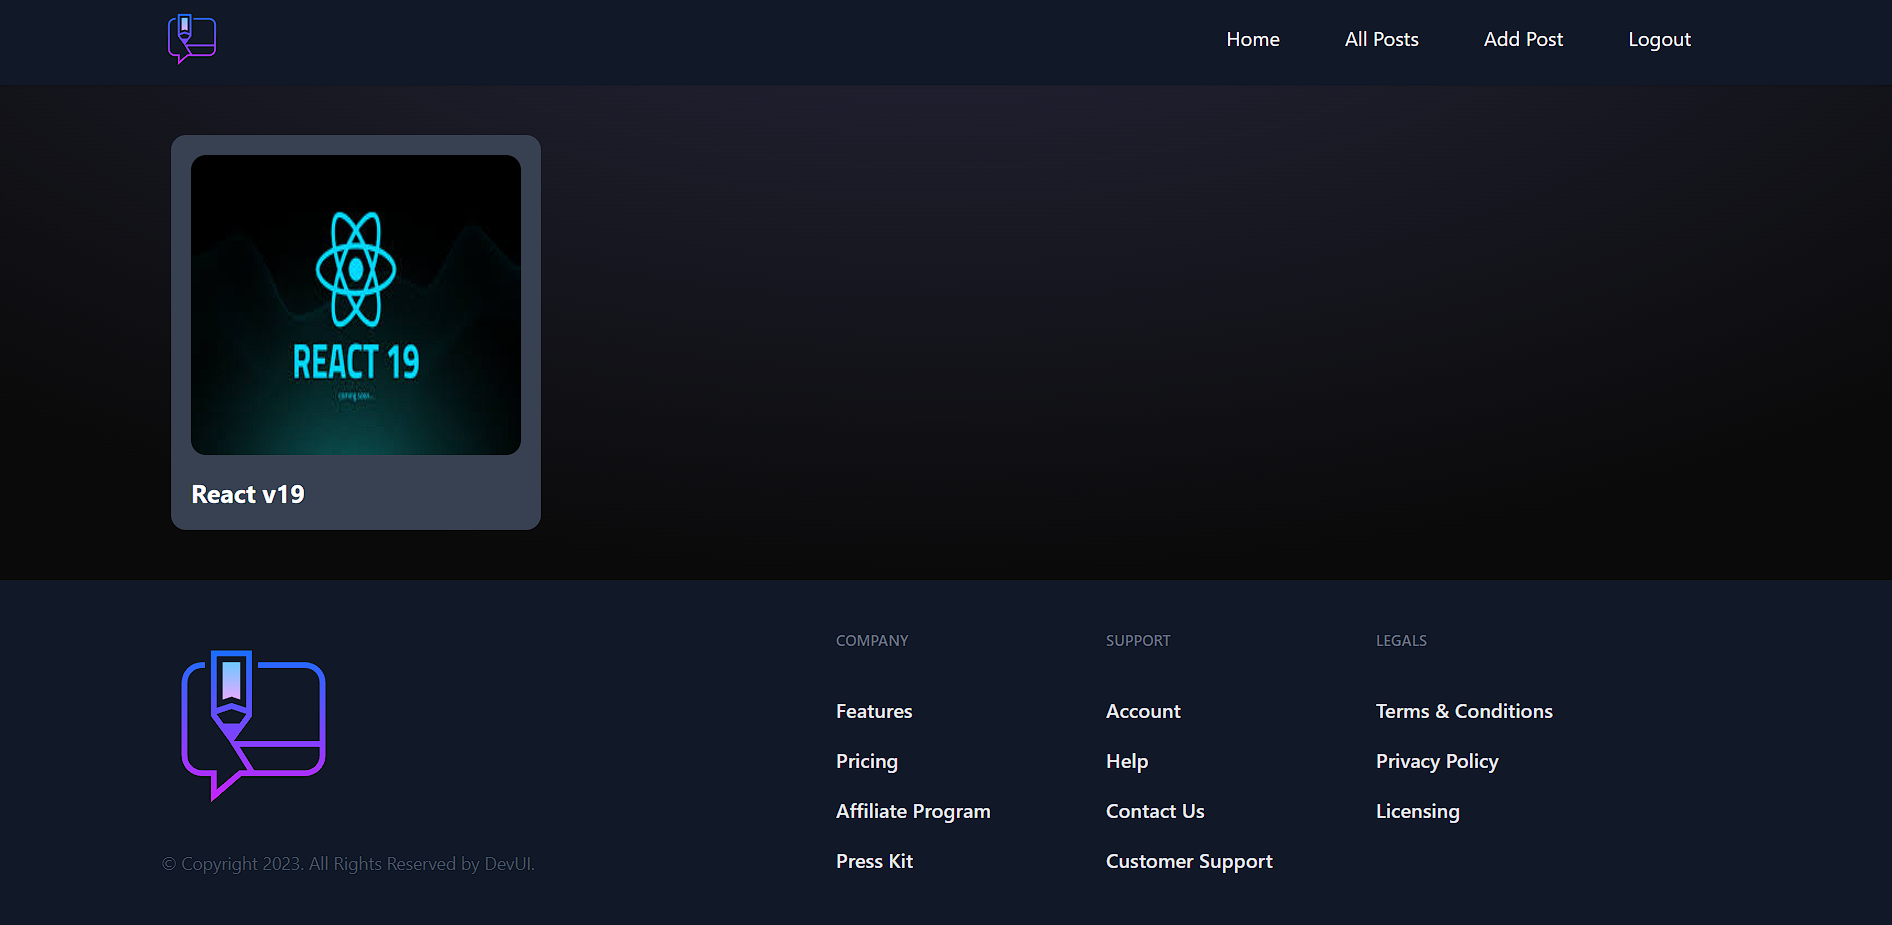 Home
All Posts
Add Post
Logout
REACT 19
coming soon...
React v19
COMPANY
Features
Pricing
Affiliate Program
Press Kit
SUPPORT
Account
Help
Contact Us
Customer Support
LEGALS
Terms & Conditions
Privacy Policy
Licensing
© Copyright 2023. All Rights Reserved by DevUI.